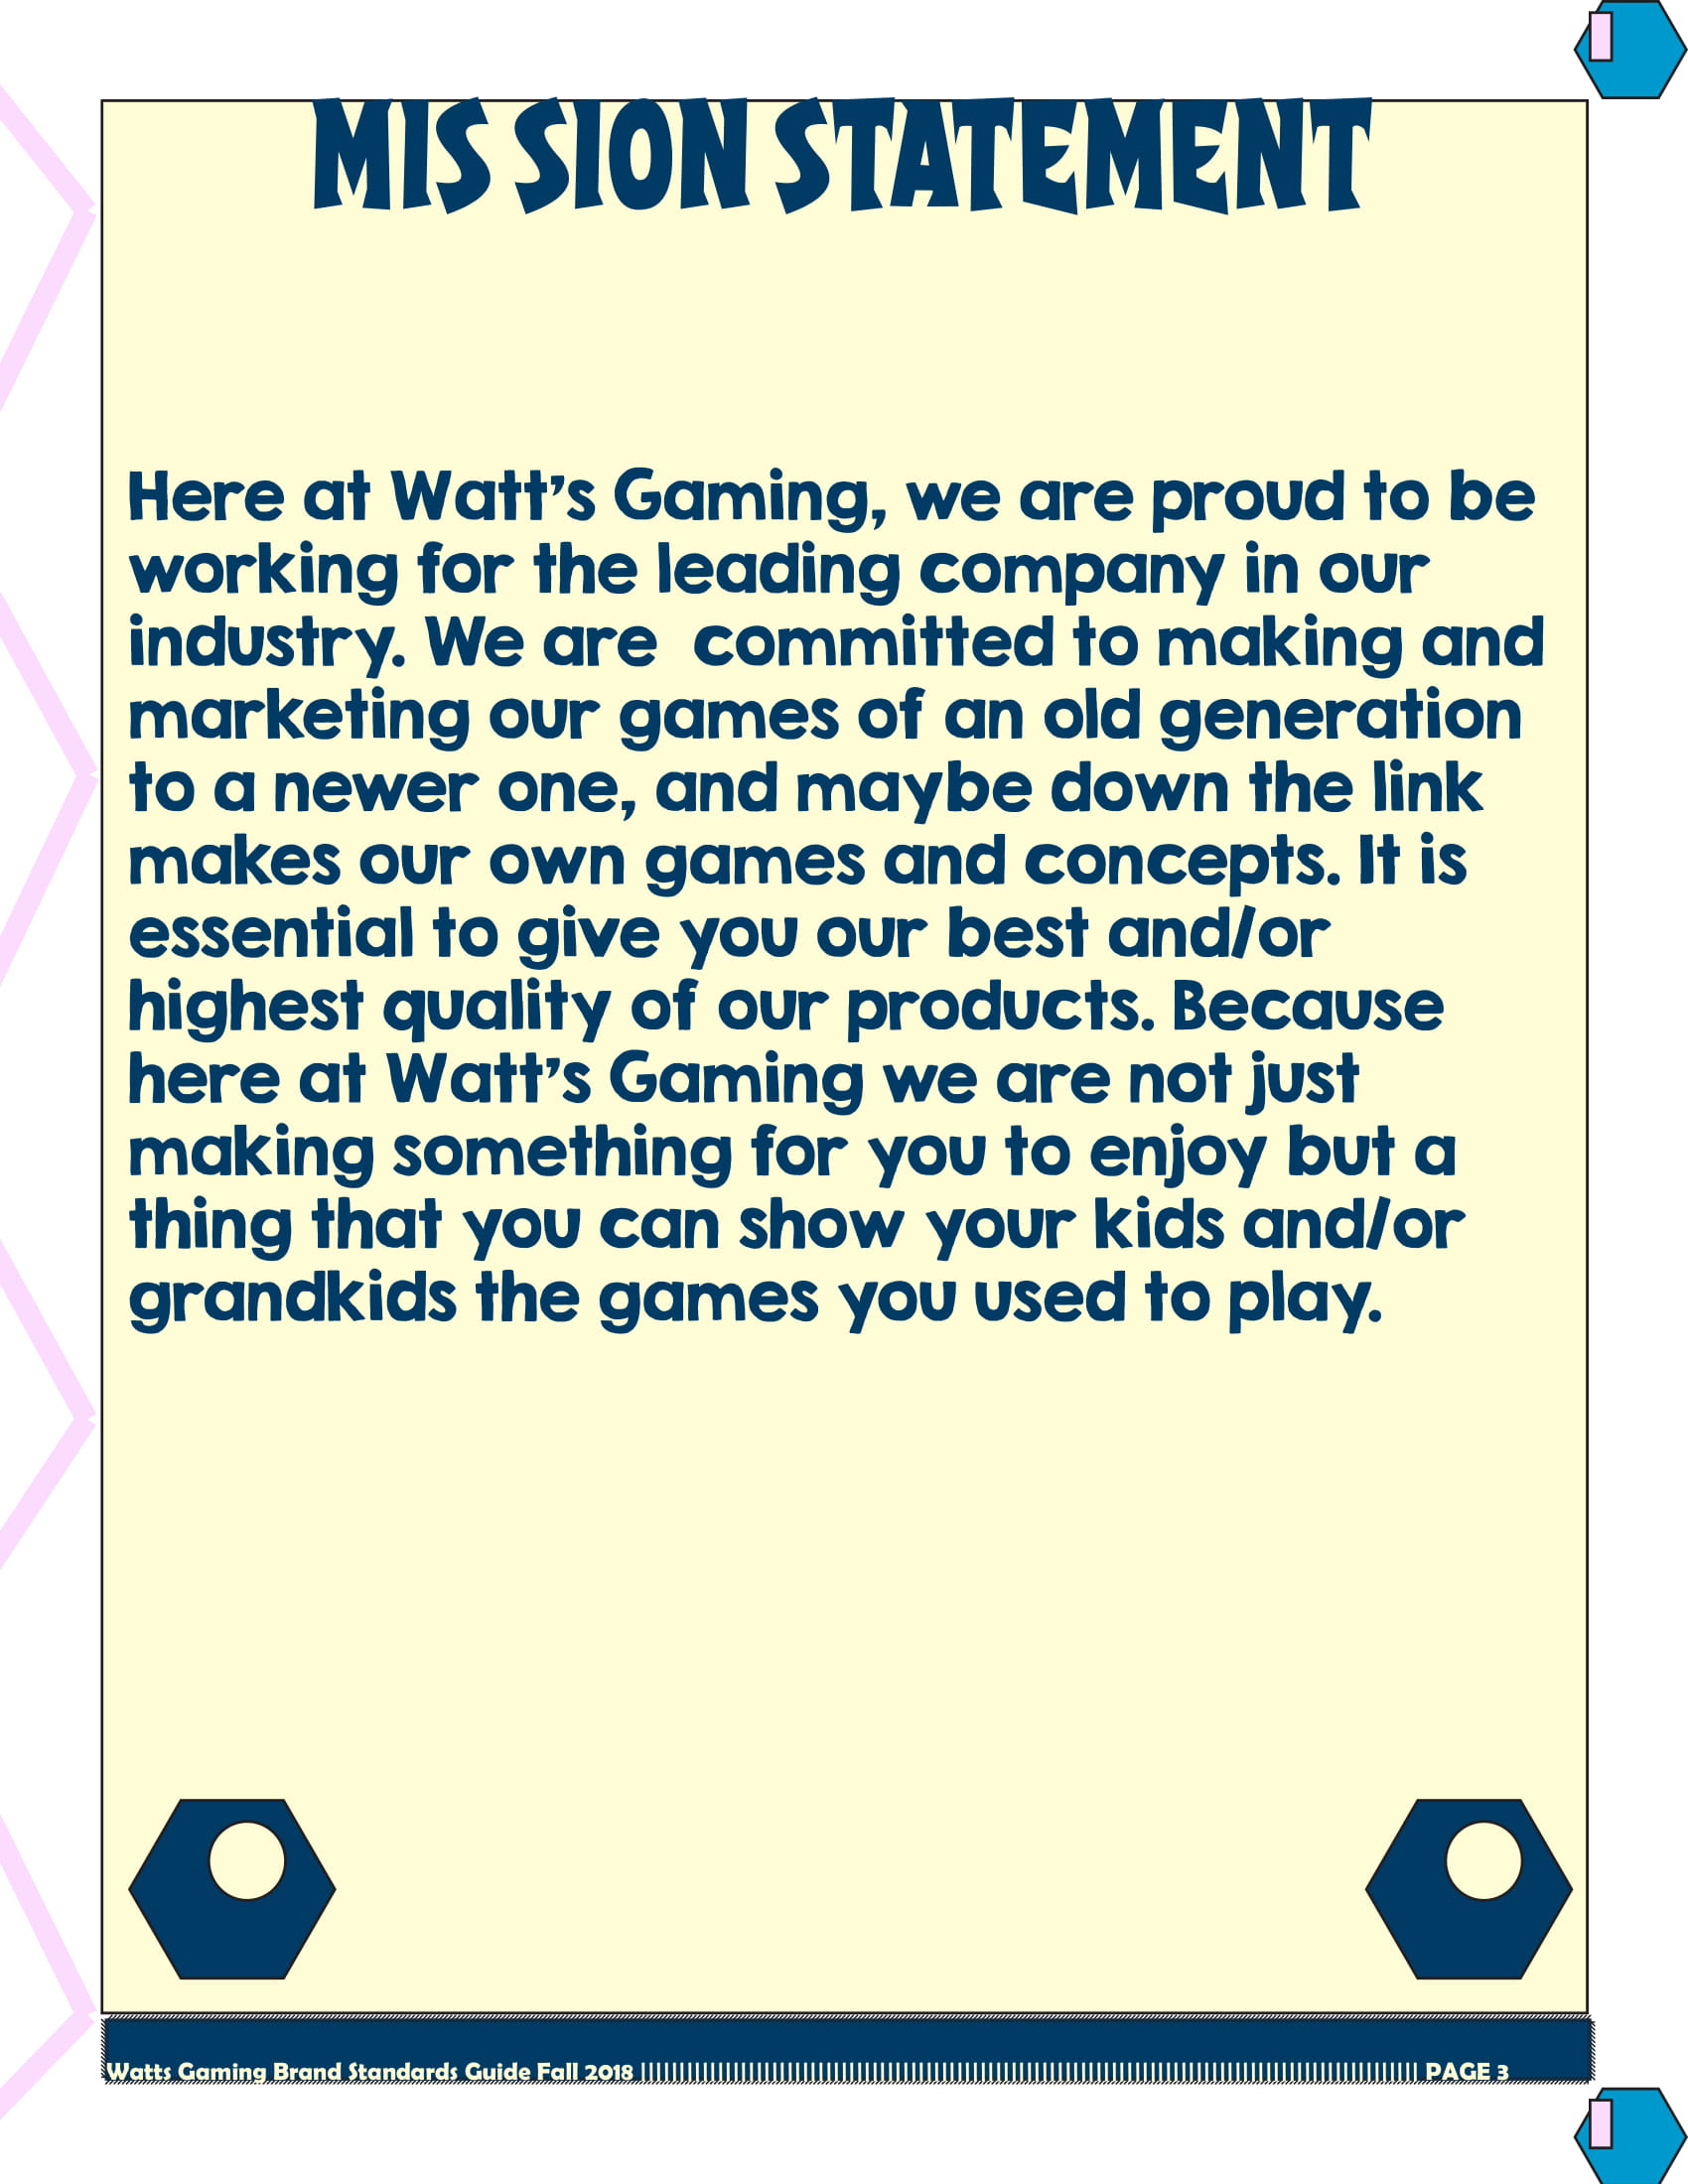 MISSION STATEMENT
Here at Watt’s Gaming, we are proud to be
working for the leading company in our
industry. We are  committed to making and
marketing our games of an old generation
to a newer one, and maybe down the link
makes our own games and concepts. It is
essential to give you our best and/or
highest quality of our products. Because
here at Watt’s Gaming we are not just
making something for you to enjoy but a
thing that you can show your kids and/or
grandkids the games you used to play.
Watts Gaming Brand Standards Guide Fall 2018 |||||||||||||||||||||||||||||||||||||||||||||||||||||||||||||||||||||||||||||||||||||||||||||||| PAGE 3